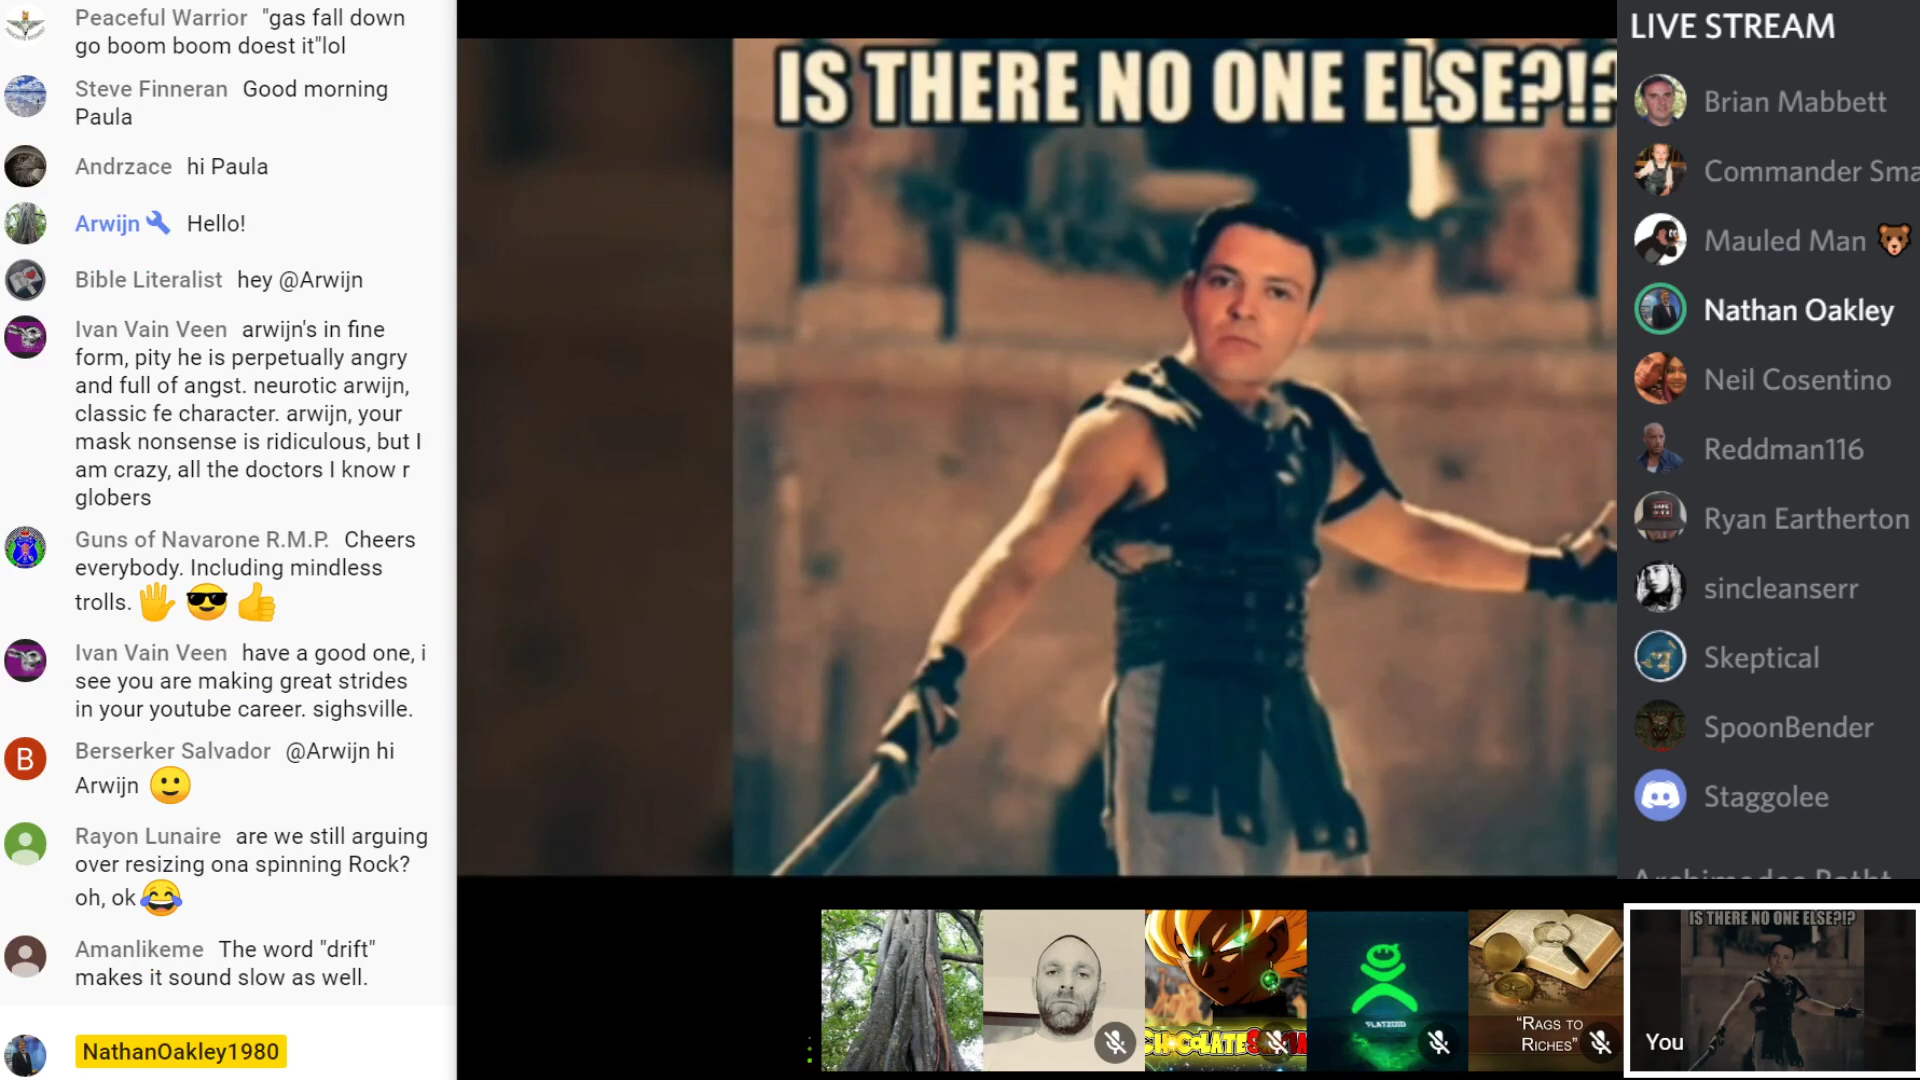 Peaceful Warrior "gas fall down
go boom boom doest it"lol
Steve Finneran Good morning
Paula
Andrzace hi Paula
Arwijn Hello!
Bible Literalist hey @Arwijn
Ivan Vain Veen arwijn's in fine
form, pity he is perpetually angry
and full of angst. neurotic arwijn,
classic fe character. arwijn, your
mask nonsense is ridiculous, but I
am crazy, all the doctors I know r
globers
Guns of Navarone R.M.P. Cheers
everybody. Including mindless
trolls. 🖐😎👍
Ivan Vain Veen have a good one, i
see you are making great strides
in your youtube career. sighsville.
B
Berserker Salvador @Arwijn hi
Arwijn 🙂
Rayon Lunaire are we still arguing
over resizing ona spinning Rock?
oh, ok 😂
Amanlikeme The word "drift"
makes it sound slow as well.
NathanOakley1980
IS THERE NO ONE ELSE?!?
LIVE STREAM
Brian Mabbett
Commander Sma
Mauled Man 🐻
Nathan Oakley
Neil Cosentino
Reddman116
Ryan Eartherton
sincleanserr
Skeptical
SpoonBender
Staggolee
FLATZOID
"RAGS TO
RICHES"
IS THERE NO ONE ELSE?!?
You